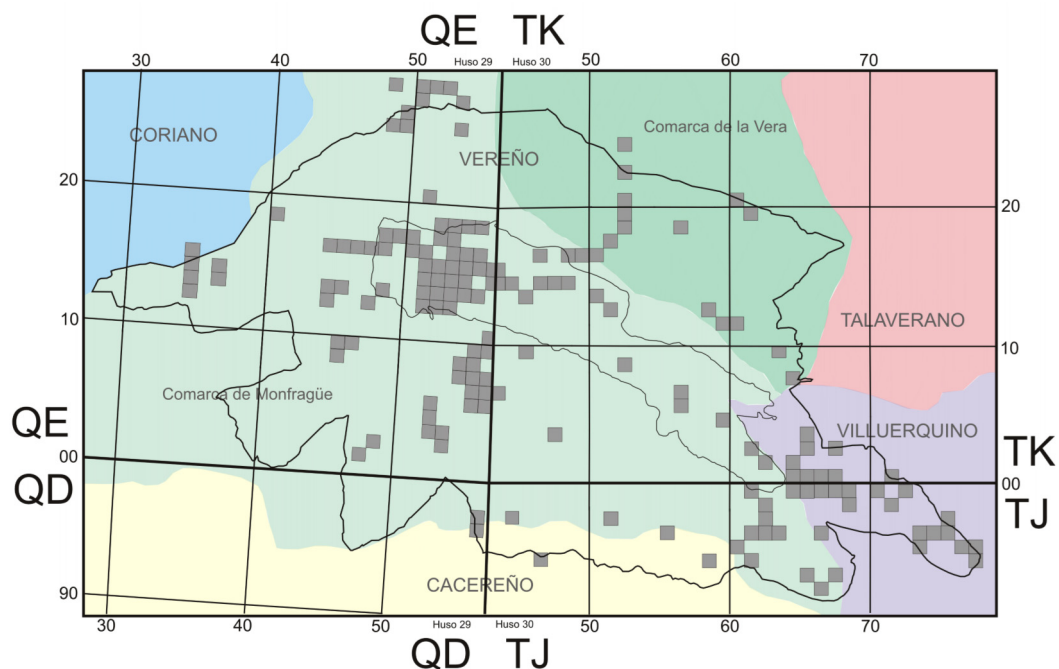 QE TK
30 40 50 Huso 29 Huso 30 50 60 70
CORIANO
Comarca de la Vera
VEREÑO
20
20
10
TALAVERANO
10
Comarca de Monfragüe
QE
VILLUERQUINO
TK
00
00
QD
TJ
CACEREÑO
90
30 40 50 Huso 29 Huso 30 60 70
QD TJ